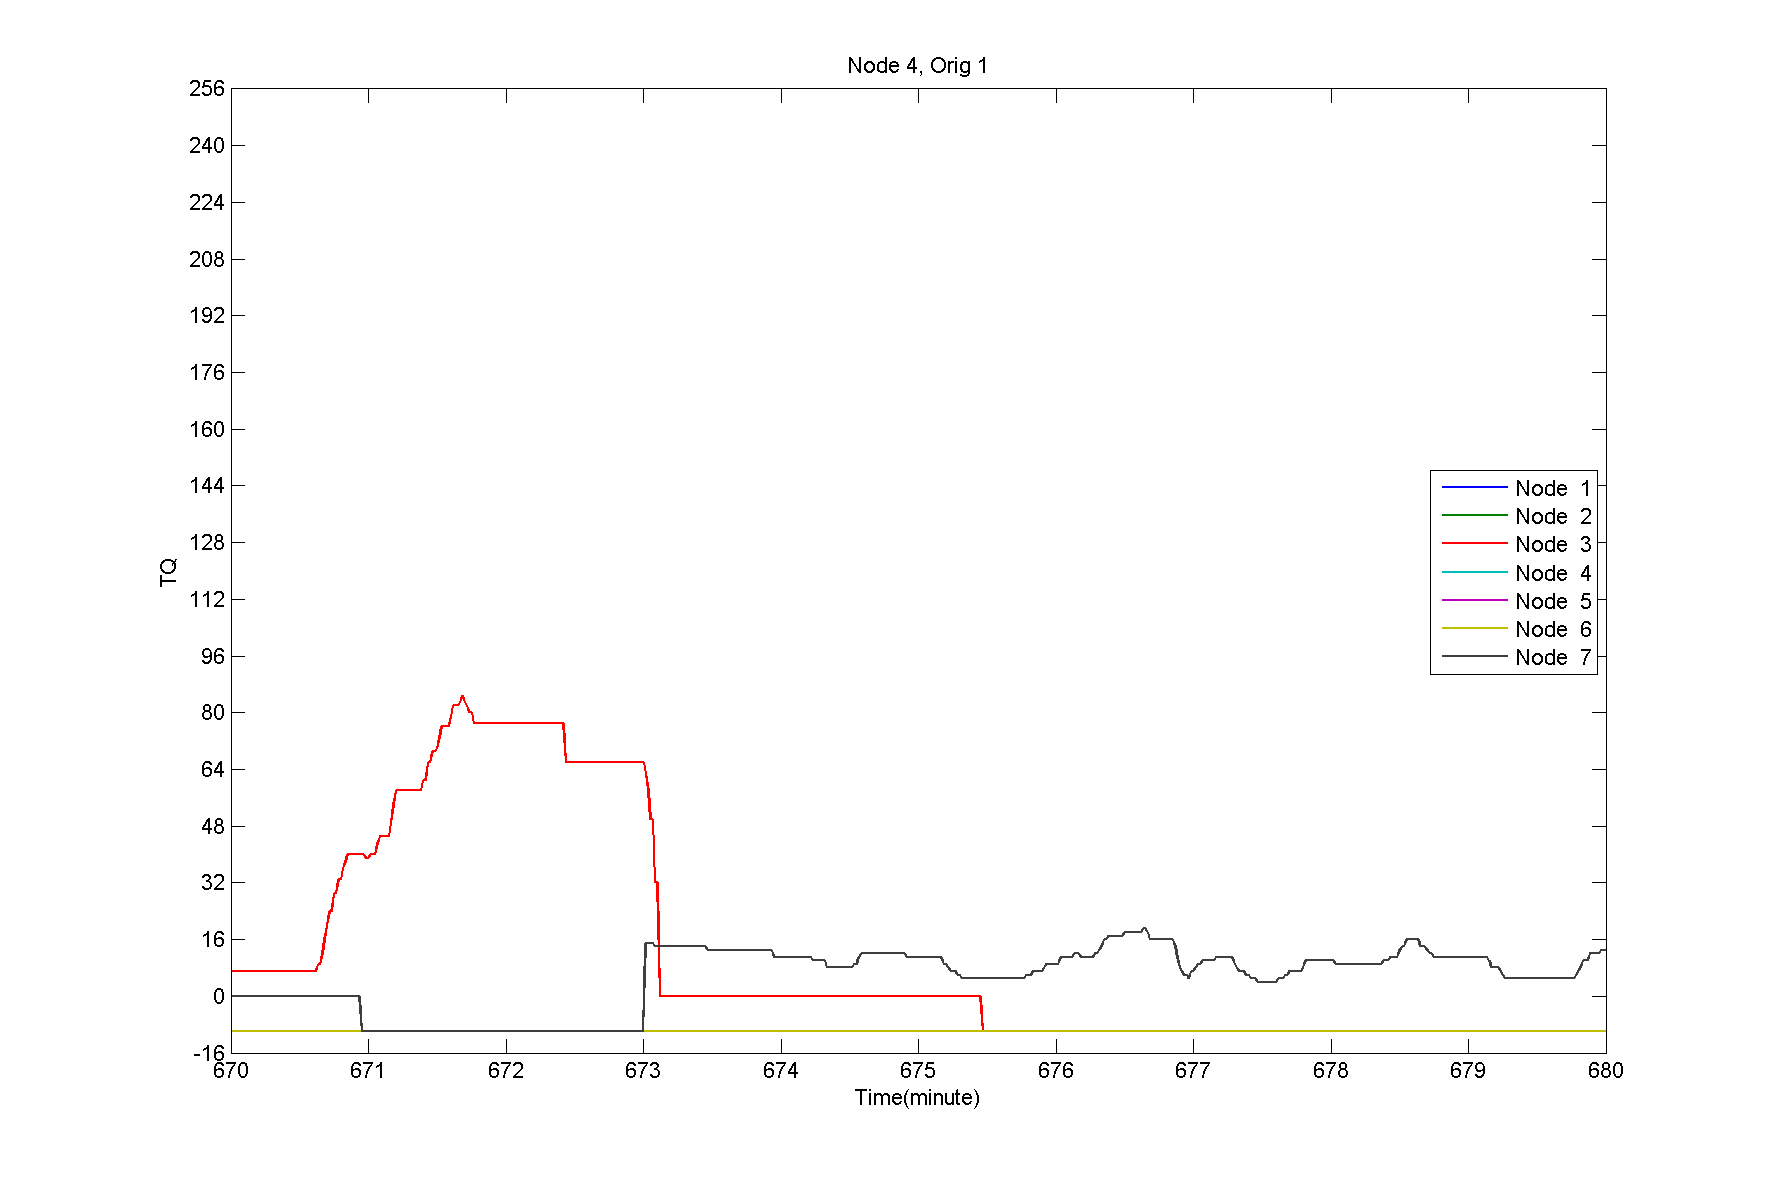 Node 4, Orig 1
256
240
224
208
192
176
160
144
128
112
96
80
64
48
32
16
0
-16
TQ
Node 1
Node 2
Node 3
Node 4
Node 5
Node 6
Node 7
670 671 672 673 674 675 676 677 678 679 680
Time(minute)